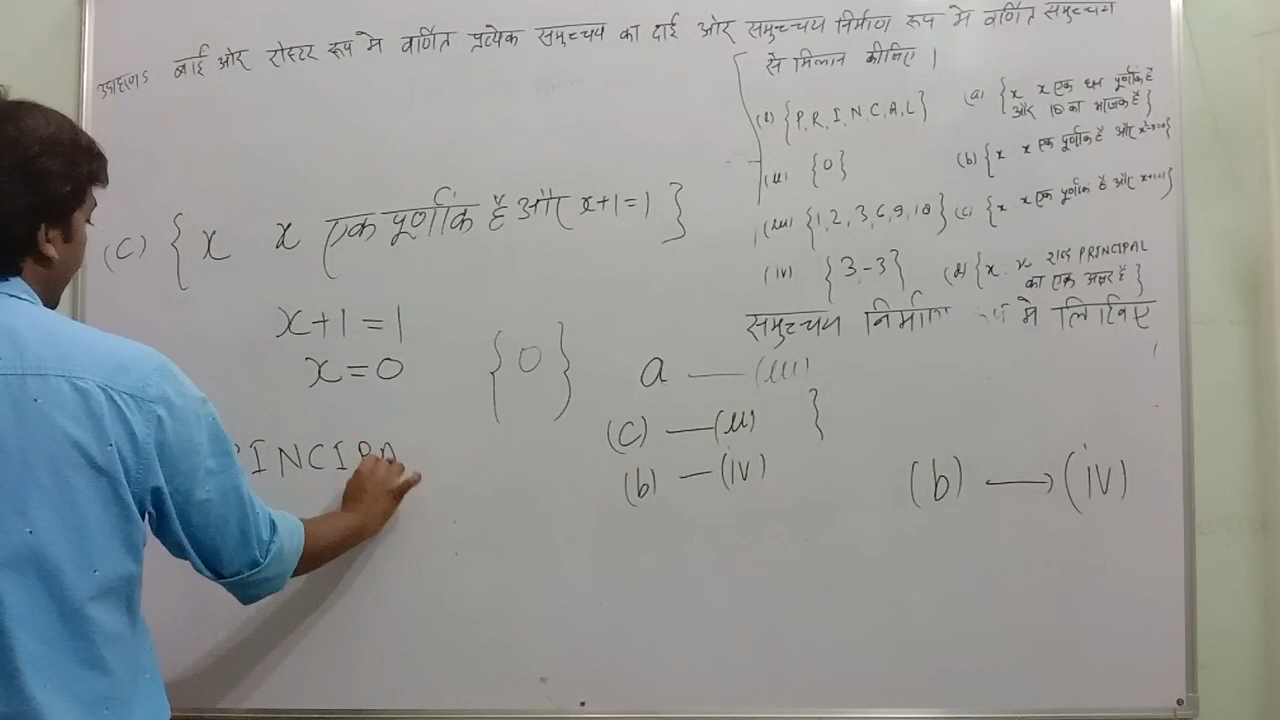 उदाहरण 5 बाई ओर रोस्टर रूप मे वर्णित प्रत्येक समुच्चय का दाई ओर समुच्चय निर्माण रूप मे वर्णित समुच्चय
से मिलान कीजिए ।
(i) {P, R, I, N, C, A, L} (a) {x x एक धन पूर्णांक है
और 18 का भाजक है}
(ii) {0} (b) {x : x एक पूर्णांक है और x²-9=0}
(iii) {1, 2, 3, 6, 9, 18} (c) {x x एक पूर्णांक है और x+1=1}
(iv) {3, -3} (d) {x : x शब्द PRINCIPAL
का एक अक्षर है}
समुच्चय निर्माण मे लिखिए
(C) {x x एक पूर्णांक है और x+1=1}
x+1=1
x=0 {0}
a — (iii)
(C) — (ii) }
(b) — (iv)
(b) → (iv)
INCIPA